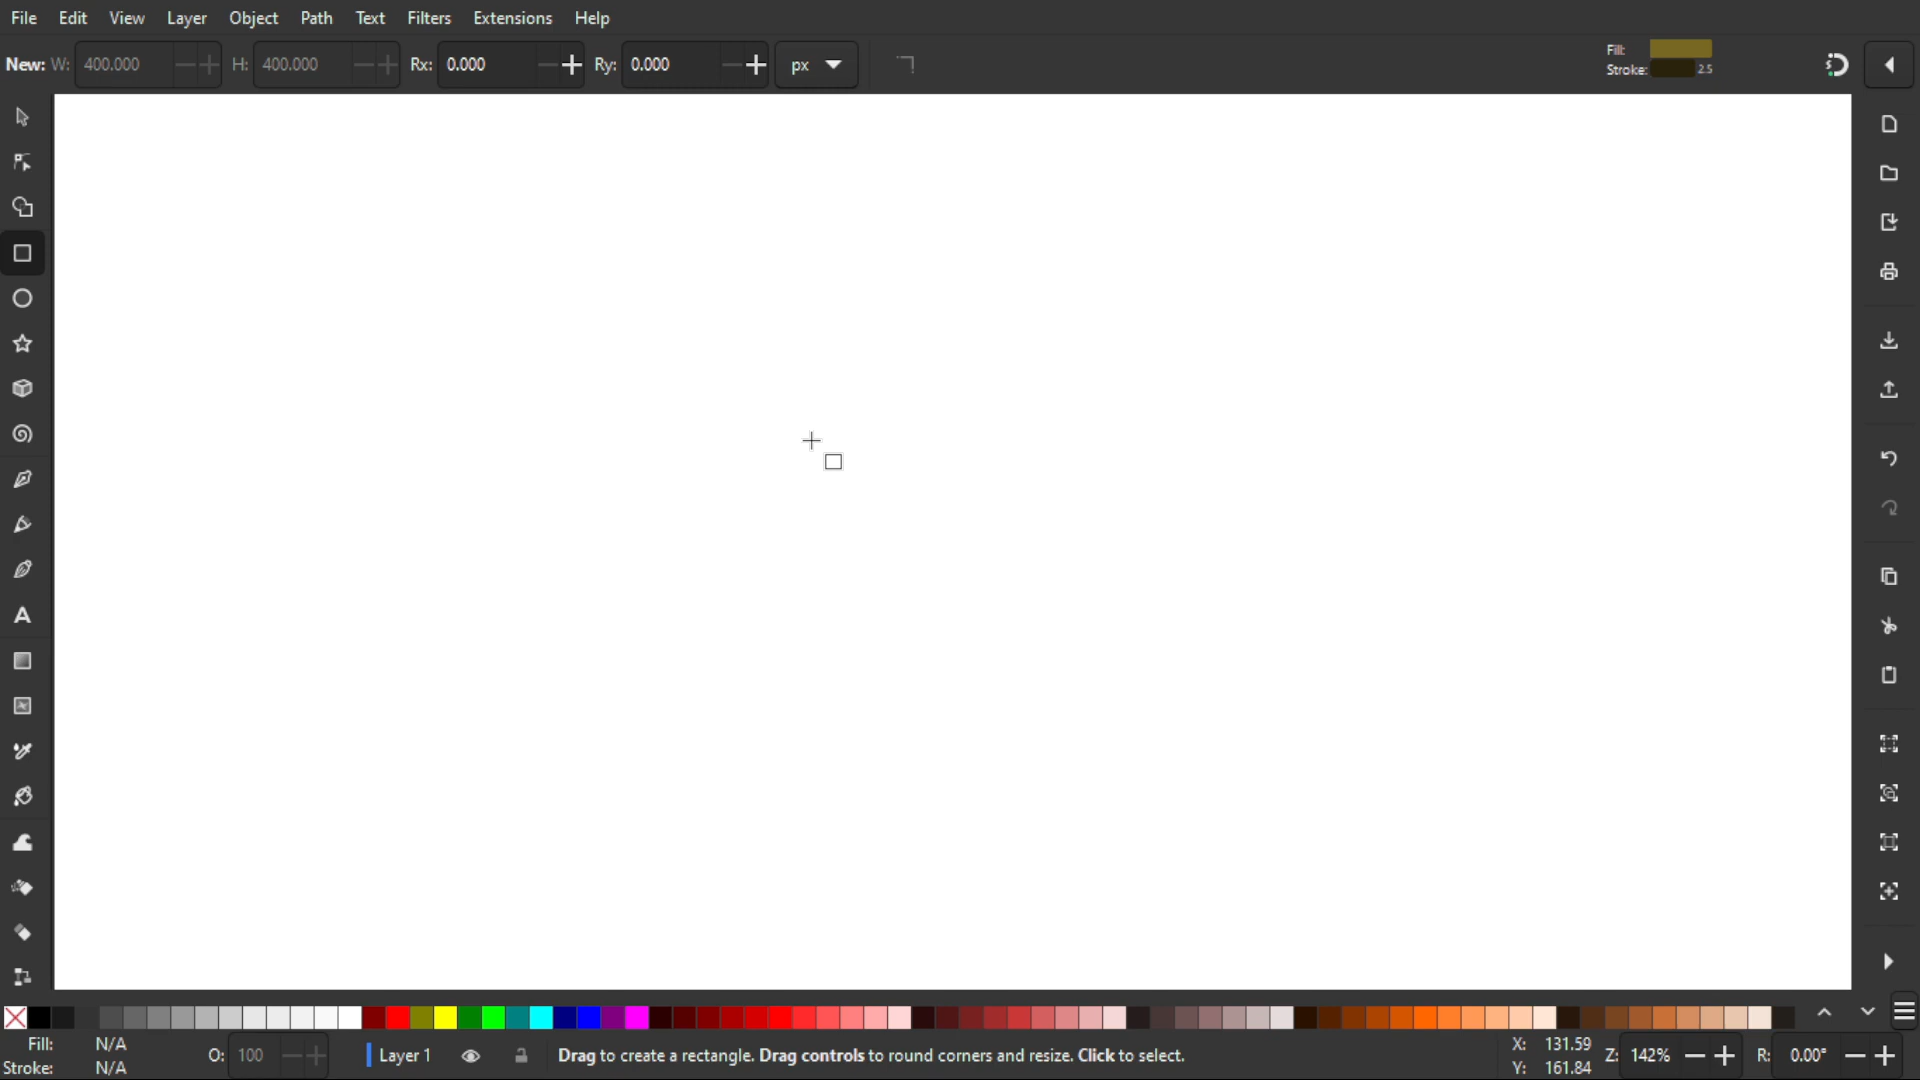 File Edit View Layer Object Path Text Filters Extensions Help
New: W: 400.000 H: 400.000 Rx: 0.000 Ry: 0.000 px Fill:
Stroke: 2.5
Fill: N/A O: 100 Layer 1 Drag to create a rectangle. Drag controls to round corners and resize. Click to select. X: 131.59 Z: 142% R: 0.00°
Stroke: N/A Y: 161.84